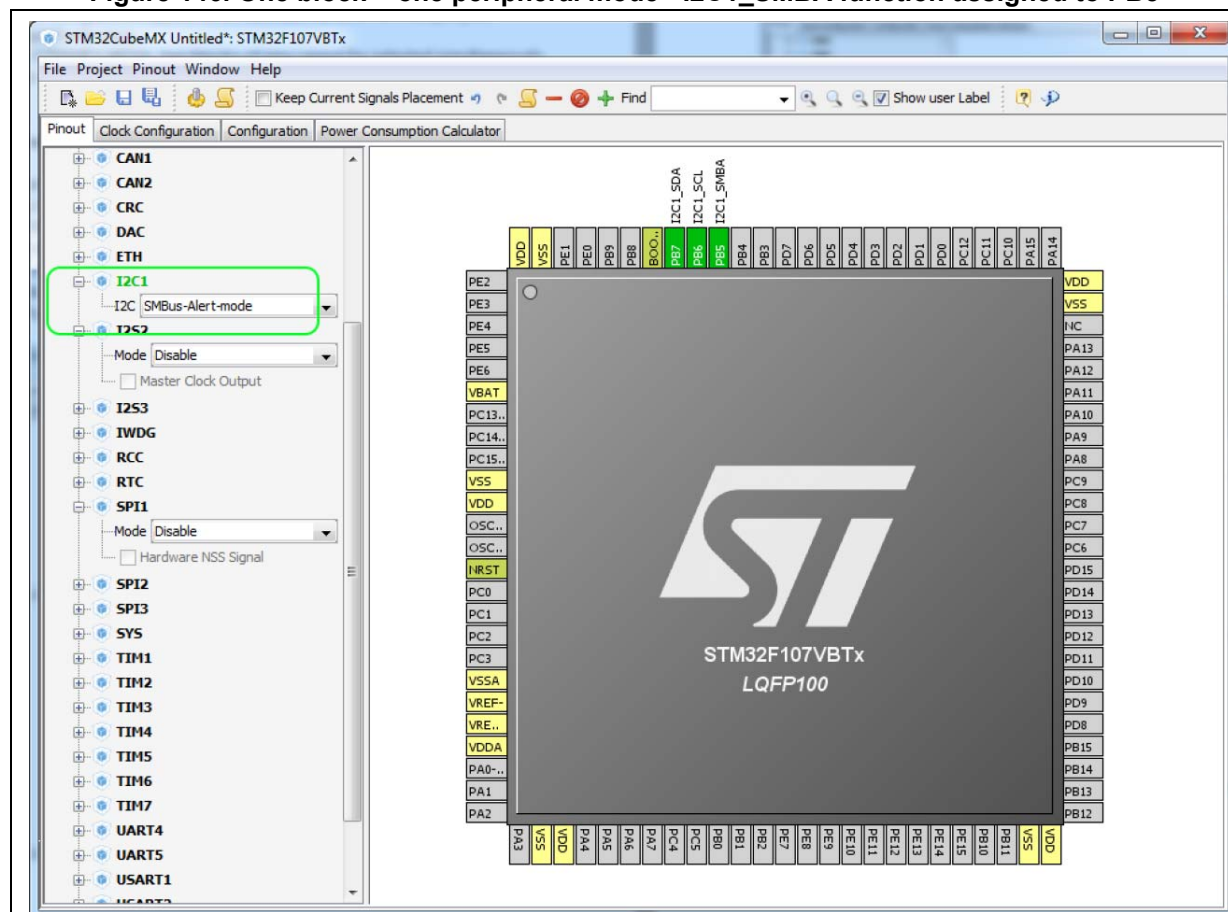 STM32CubeMX Untitled*: STM32F107VBTx
File Project Pinout Window Help
Keep Current Signals Placement Find Show user Label
Pinout Clock Configuration Configuration Power Consumption Calculator
CAN1
CAN2
CRC
DAC
ETH
I2C1
I2C SMBus-Alert-mode
I2S2
Mode Disable
Master Clock Output
I2S3
IWDG
RCC
RTC
SPI1
Mode Disable
Hardware NSS Signal
SPI2
SPI3
SYS
TIM1
TIM2
TIM3
TIM4
TIM5
TIM6
TIM7
UART4
UART5
USART1
I2C1_SDA
I2C1_SCL
I2C1_SMBA
VDD
VSS
PE1
PE0
PB9
PB8
BOO..
PB7
PB6
PB5
PB4
PB3
PD7
PD6
PD5
PD4
PD3
PD2
PD1
PD0
PC12
PC11
PC10
PA15
PA14
PE2
PE3
PE4
PE5
PE6
VBAT
PC13..
PC14..
PC15..
VSS
VDD
OSC..
OSC..
NRST
PC0
PC1
PC2
PC3
VSSA
VREF-
VRE..
VDDA
PA0-..
PA1
PA2
ST
STM32F107VBTx
LQFP100
VDD
VSS
NC
PA13
PA12
PA11
PA10
PA9
PA8
PC9
PC8
PC7
PC6
PD15
PD14
PD13
PD12
PD11
PD10
PD9
PD8
PB15
PB14
PB13
PB12
PA3
VSS
VDD
PA4
PA5
PA6
PA7
PC4
PC5
PB0
PB1
PB2
PE7
PE8
PE9
PE10
PE11
PE12
PE13
PE14
PE15
PB10
PB11
VSS
VDD